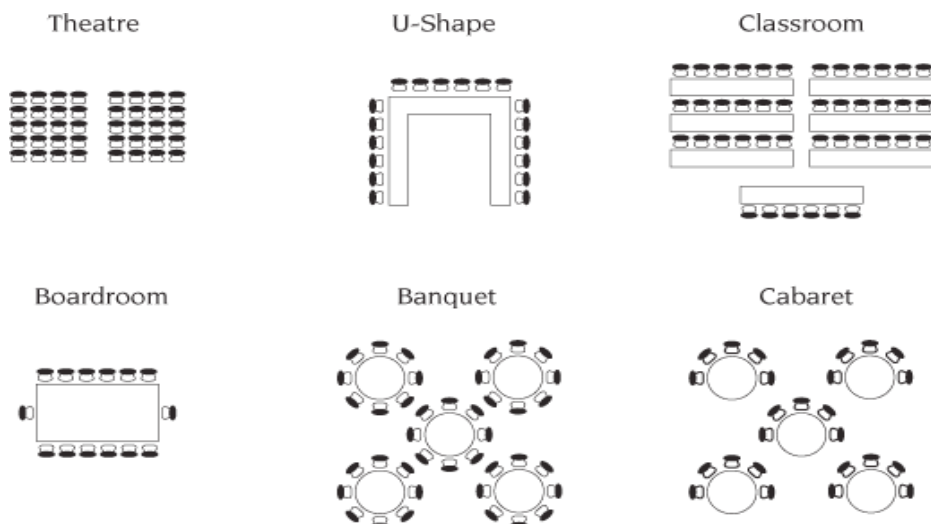 Theatre
U-Shape
Classroom
Boardroom
Banquet
Cabaret